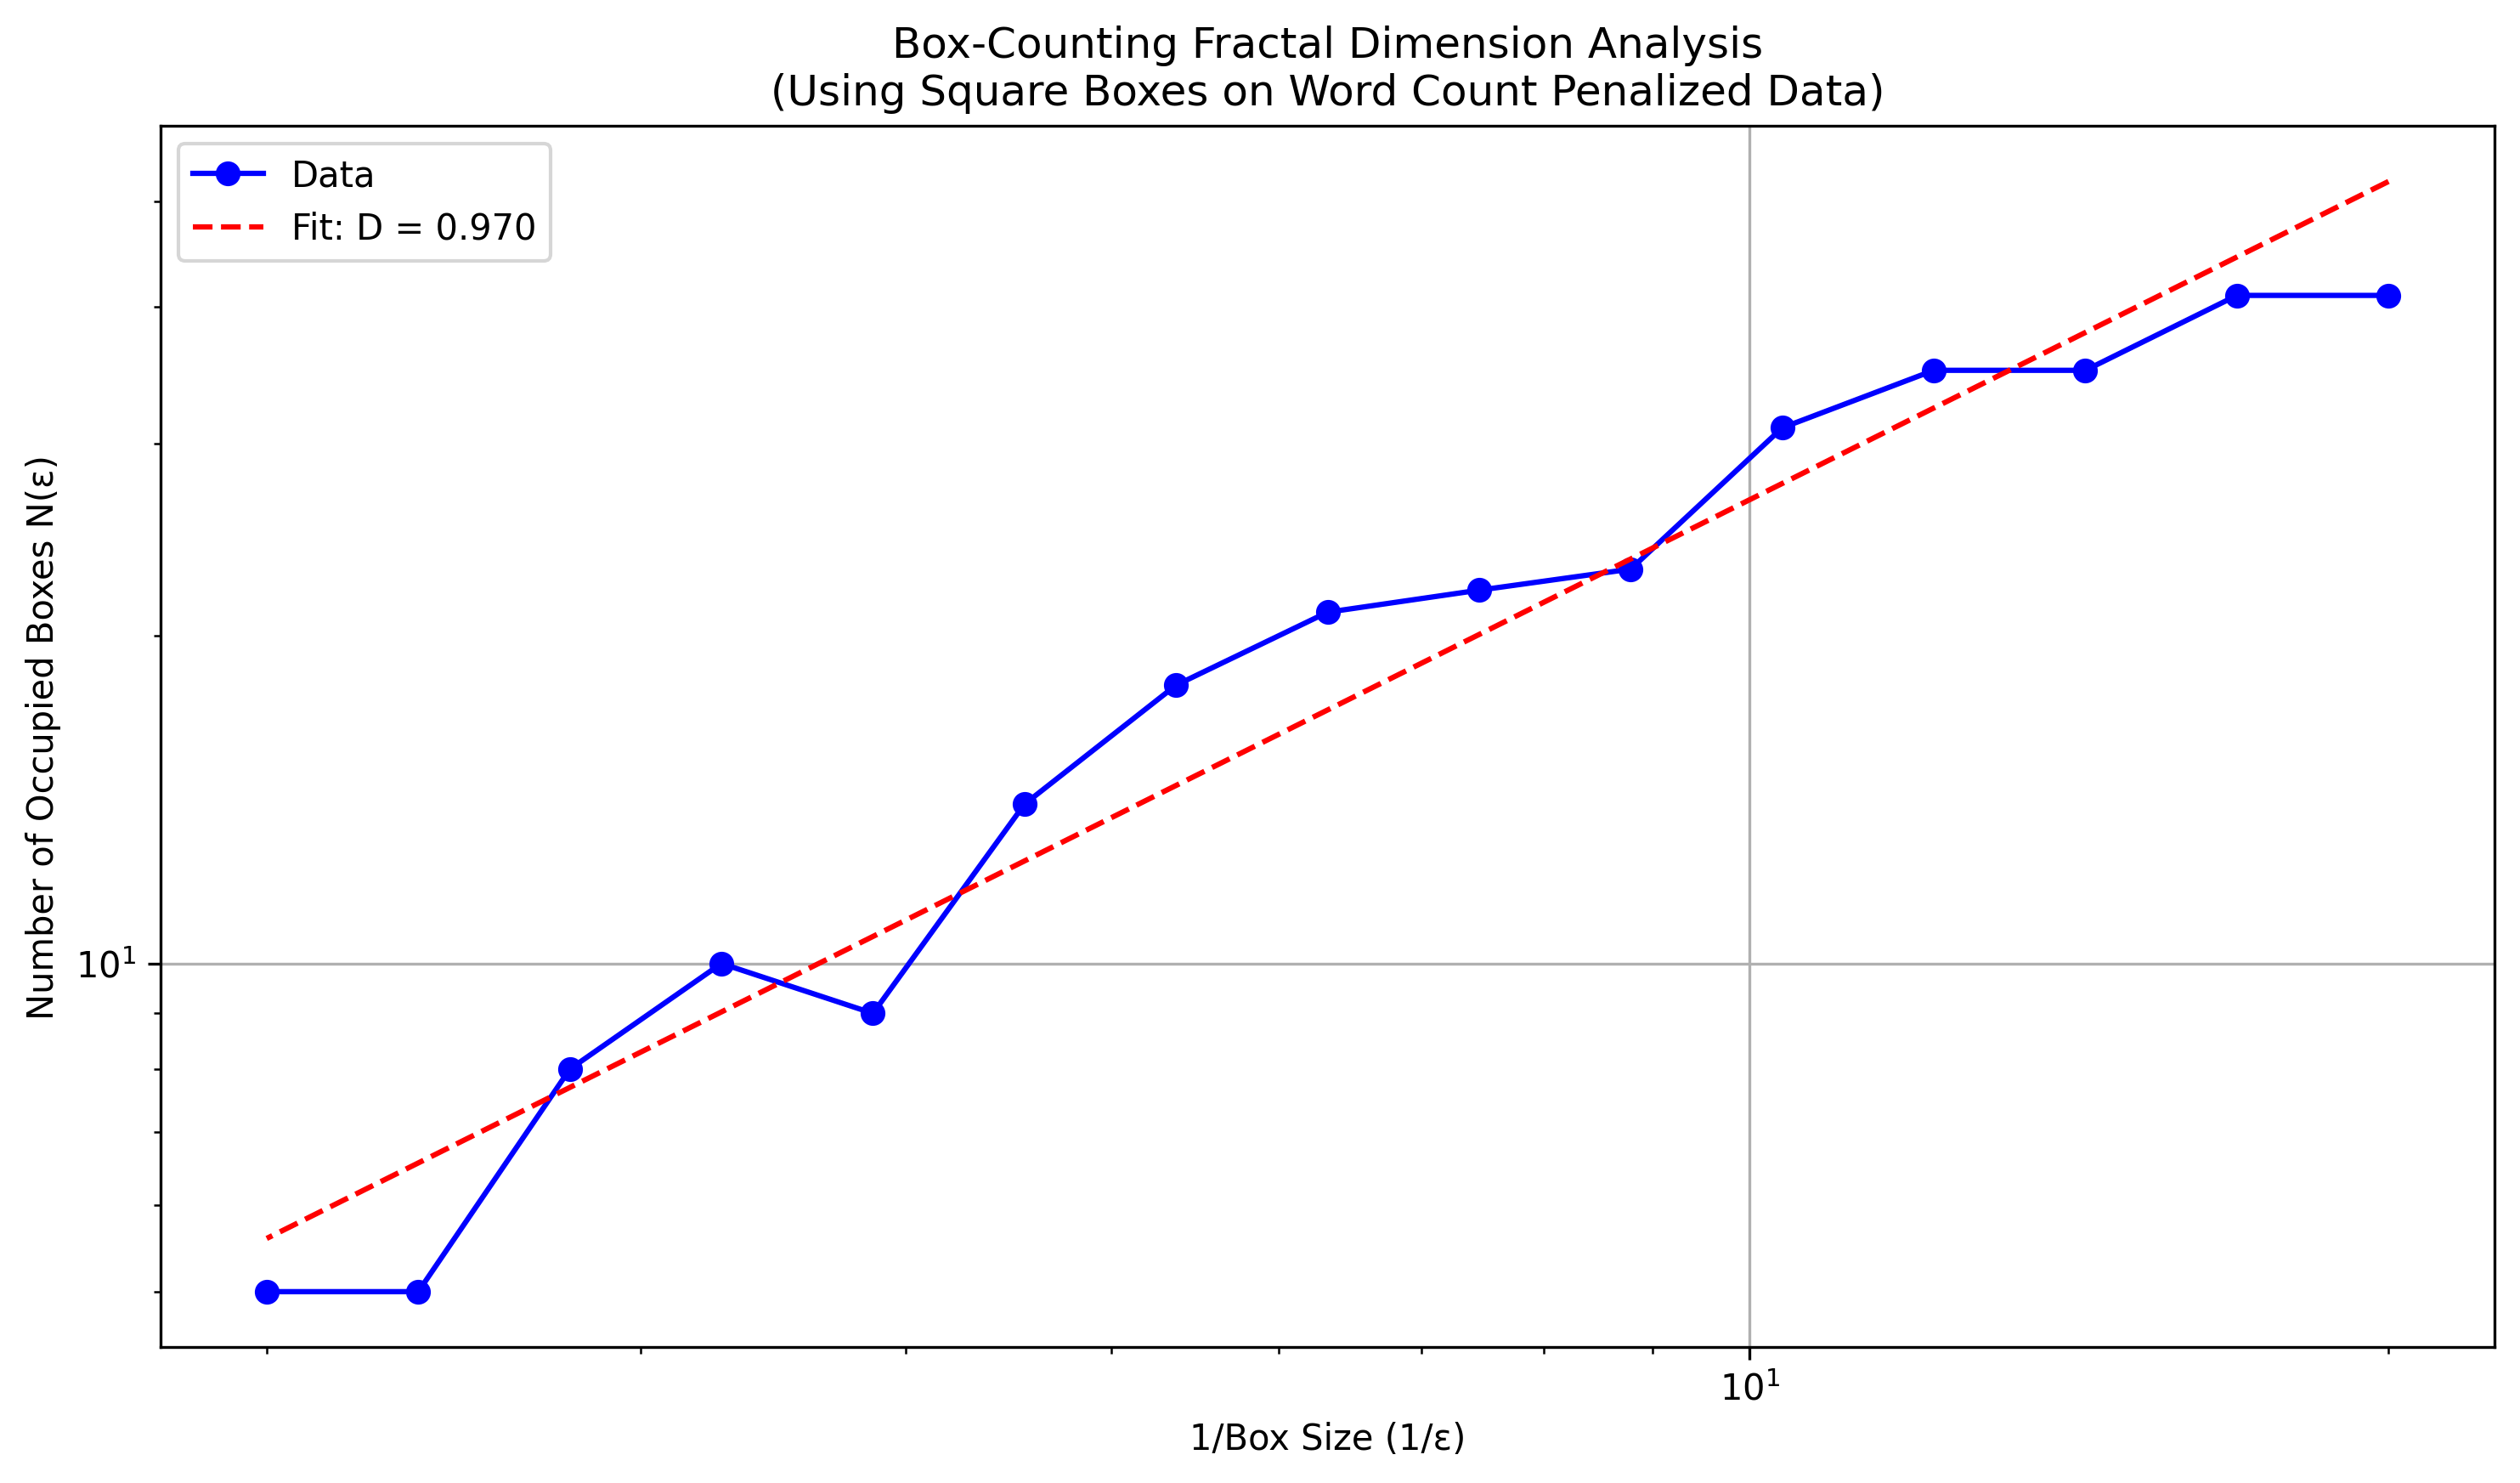 Box-Counting Fractal Dimension Analysis
(Using Square Boxes on Word Count Penalized Data)
Data
Fit: D = 0.970
Number of Occupied Boxes N(ε)
10¹
10¹
1/Box Size (1/ε)